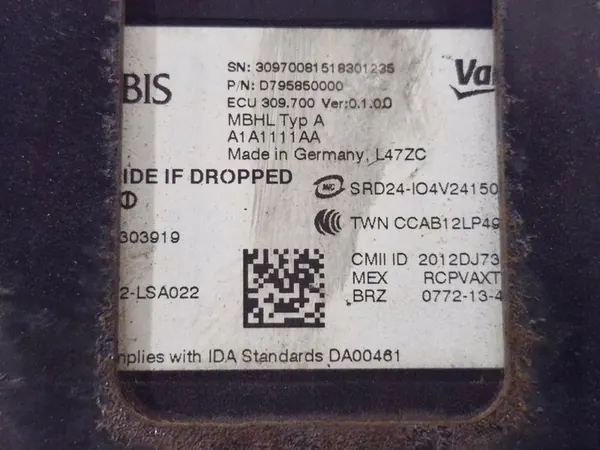 SN: 30970081518301235
P/N: D795850000
ECU 309.700 Ver:0.1.0.0
MBHL Typ A
A1A1111AA
Made in Germany, L47ZC
BIS
Va
IDE IF DROPPED
SRD24-IO4V24150
TWN CCAB12LP49
303919
CMII ID 2012DJ73
MEX RCPVAXT
2-LSA022
BRZ 0772-13-4
mplies with IDA Standards DA00461